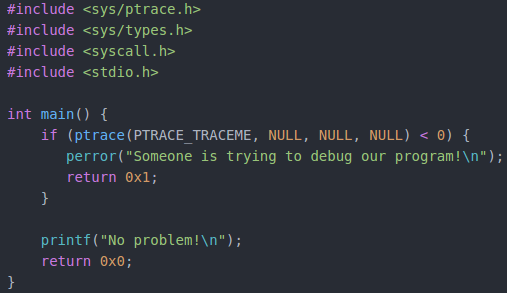 #include <sys/ptrace.h>
#include <sys/types.h>
#include <syscall.h>
#include <stdio.h>

int main() {
    if (ptrace(PTRACE_TRACEME, NULL, NULL, NULL) < 0) {
       perror("Someone is trying to debug our program!\n");
       return 0x1;
    }

    printf("No problem!\n");
    return 0x0;
}